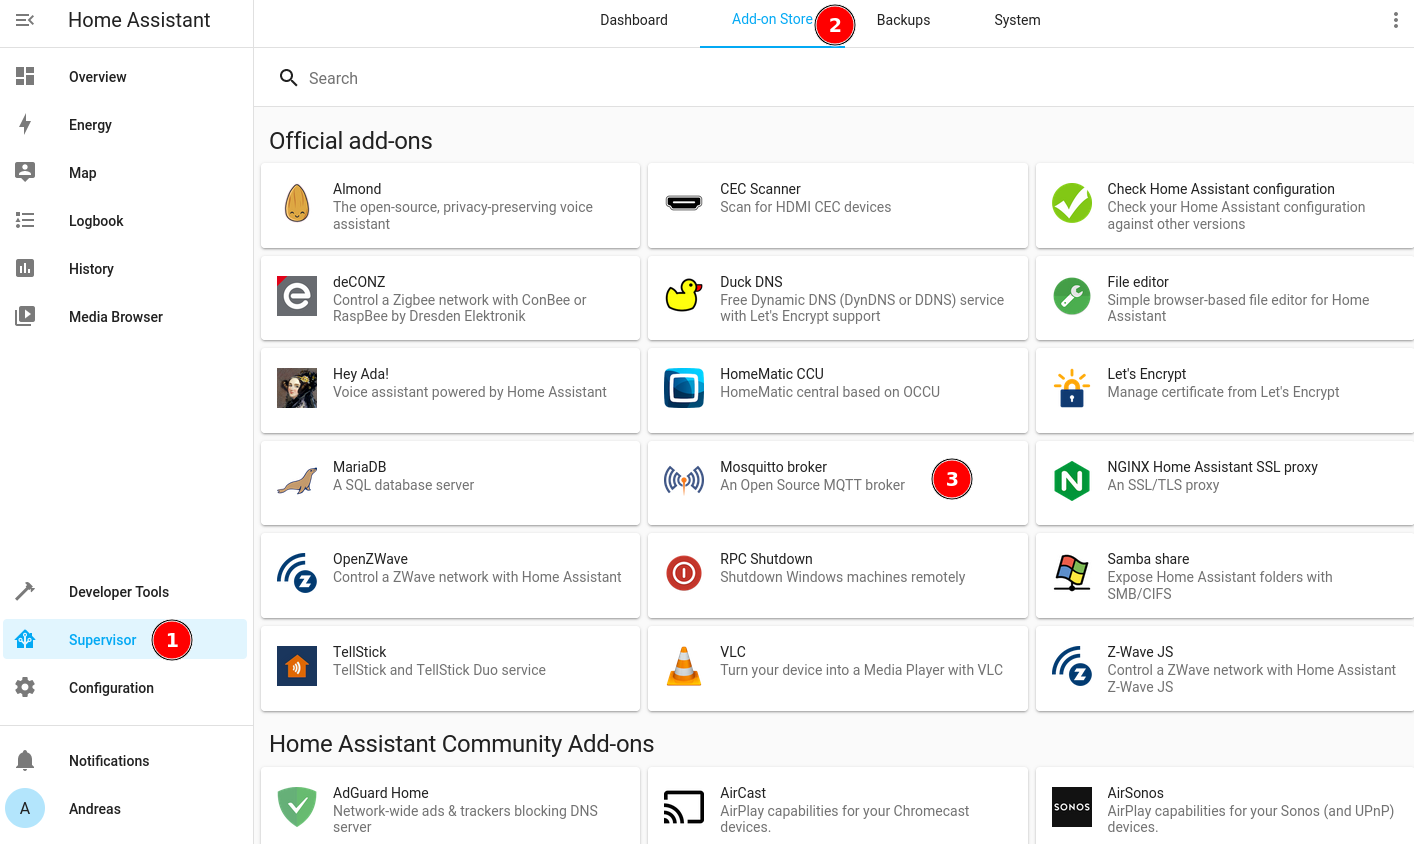 Home Assistant
Dashboard
Add-on Store
2
Backups
System
Overview
Energy
Map
Logbook
History
Media Browser
Developer Tools
Supervisor
1
Configuration
Notifications
A
Andreas
Search
Official add-ons
Almond
The open-source, privacy-preserving voice
assistant
CEC Scanner
Scan for HDMI CEC devices
Check Home Assistant configuration
Check your Home Assistant configuration
against other versions
deCONZ
Control a Zigbee network with ConBee or
RaspBee by Dresden Elektronik
Duck DNS
Free Dynamic DNS (DynDNS or DDNS) service
with Let's Encrypt support
File editor
Simple browser-based file editor for Home
Assistant
Hey Ada!
Voice assistant powered by Home Assistant
HomeMatic CCU
HomeMatic central based on OCCU
Let's Encrypt
Manage certificate from Let's Encrypt
MariaDB
A SQL database server
Mosquitto broker
An Open Source MQTT broker
3
N
NGINX Home Assistant SSL proxy
An SSL/TLS proxy
Z
OpenZWave
Control a ZWave network with Home Assistant
RPC Shutdown
Shutdown Windows machines remotely
Samba share
Expose Home Assistant folders with
SMB/CIFS
TellStick
TellStick and TellStick Duo service
VLC
Turn your device into a Media Player with VLC
Z
Z-Wave JS
Control a ZWave network with Home Assistant
Z-Wave JS
Home Assistant Community Add-ons
AdGuard Home
Network-wide ads & trackers blocking DNS
server
AirCast
AirPlay capabilities for your Chromecast
devices.
SONOS
AirSonos
AirPlay capabilities for your Sonos (and UPnP)
devices.